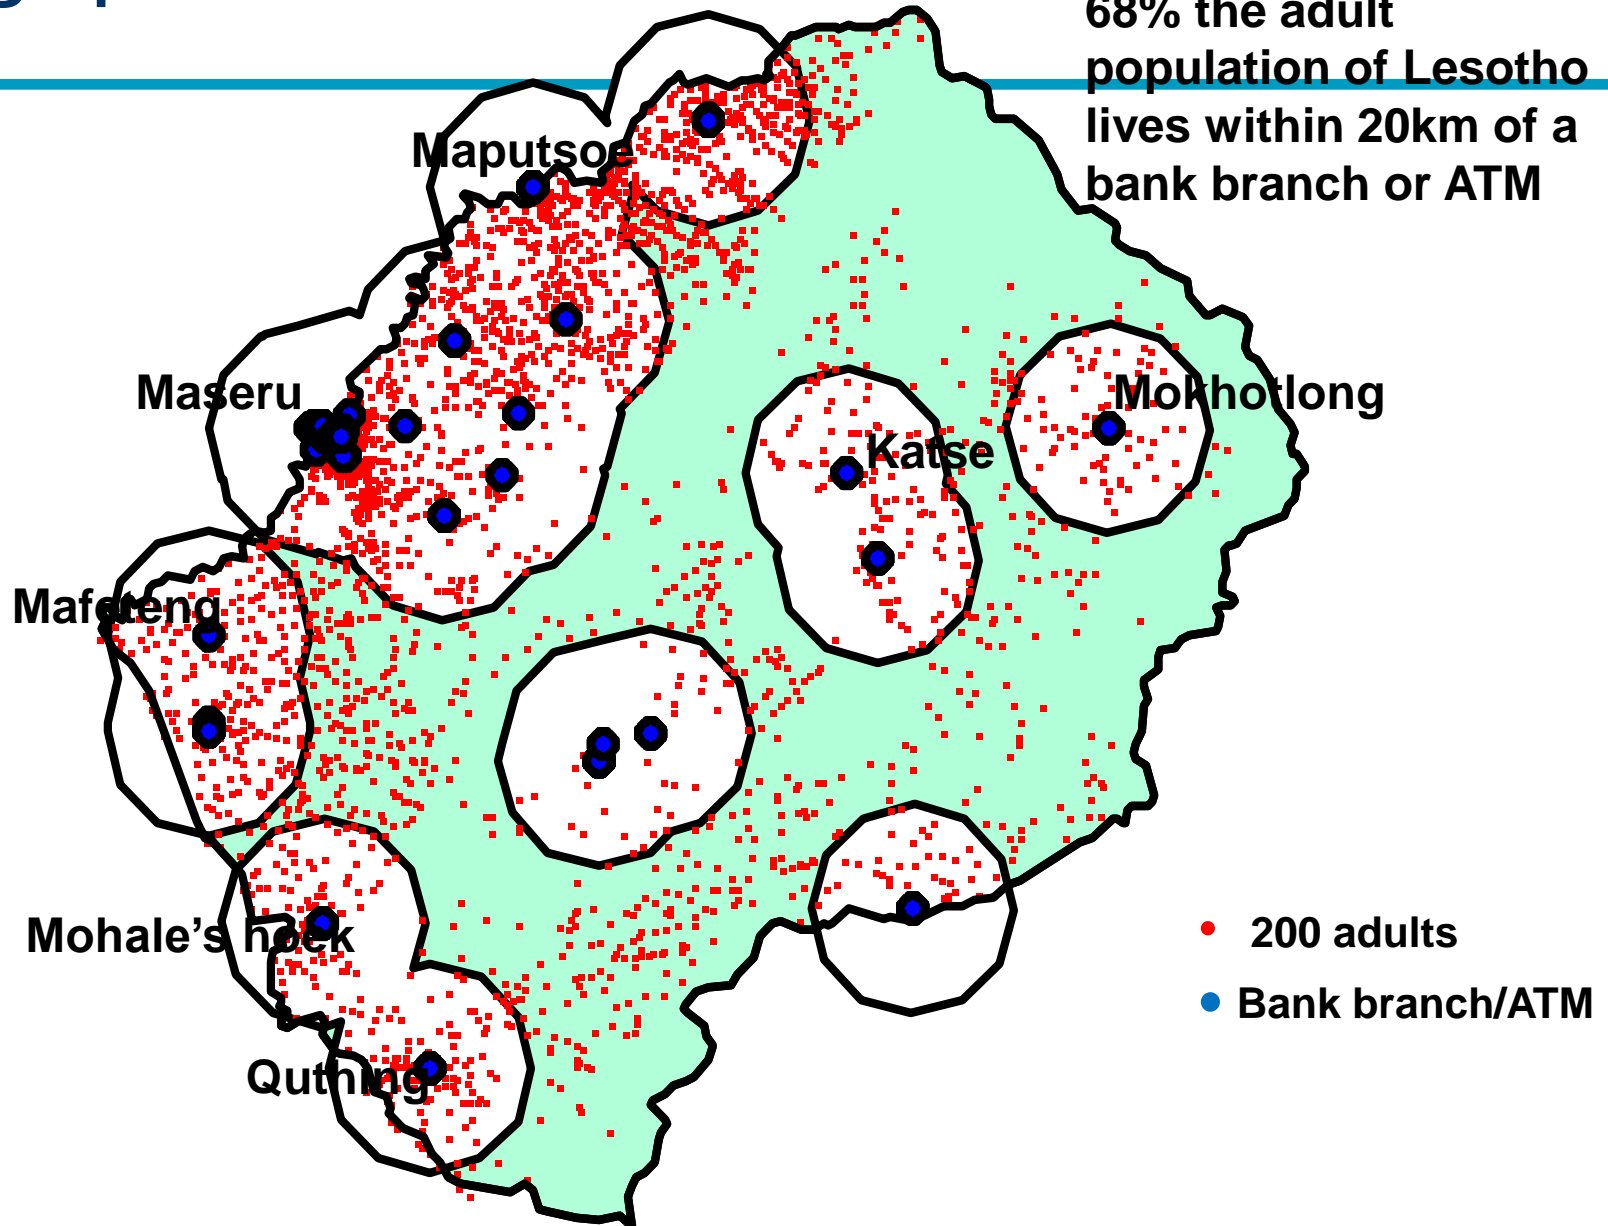 68% the adult
population of Lesotho
lives within 20km of a
bank branch or ATM
Maputsoe
Maseru
Mokhotlong
Katse
Mafeteng
Mohale's hoek
200 adults
Bank branch/ATM
Quthing